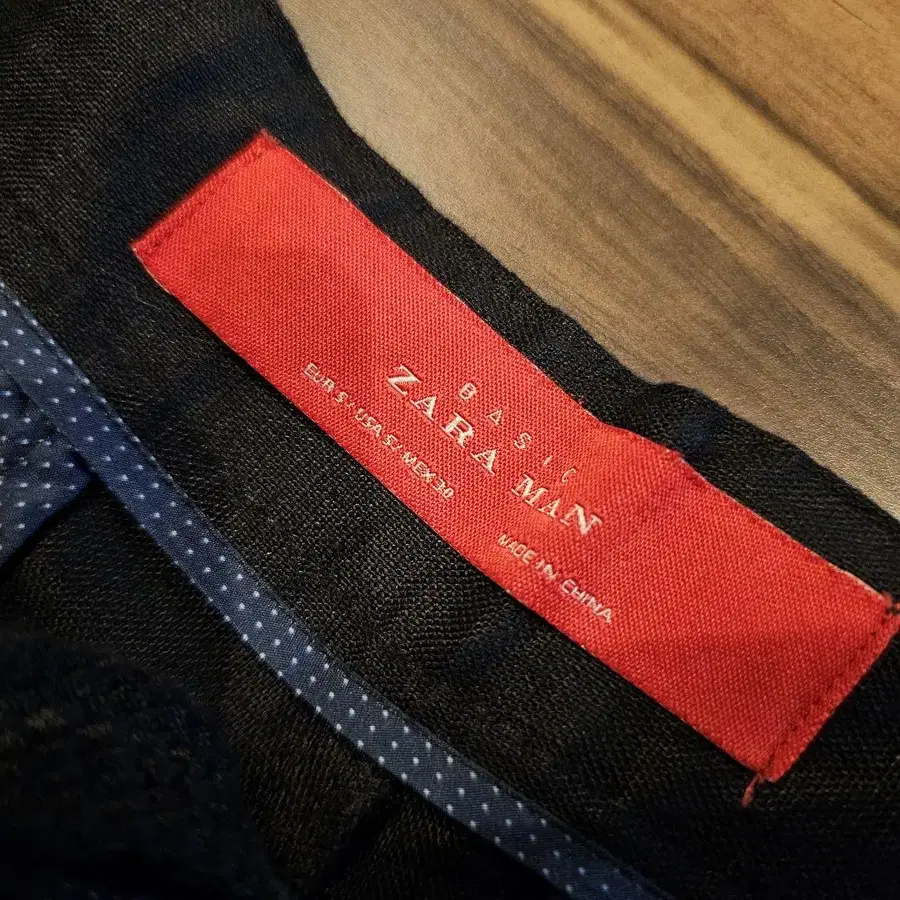 BASIC
ZARA MAN
EUR S / USA S / MEX 30
MADE IN CHINA